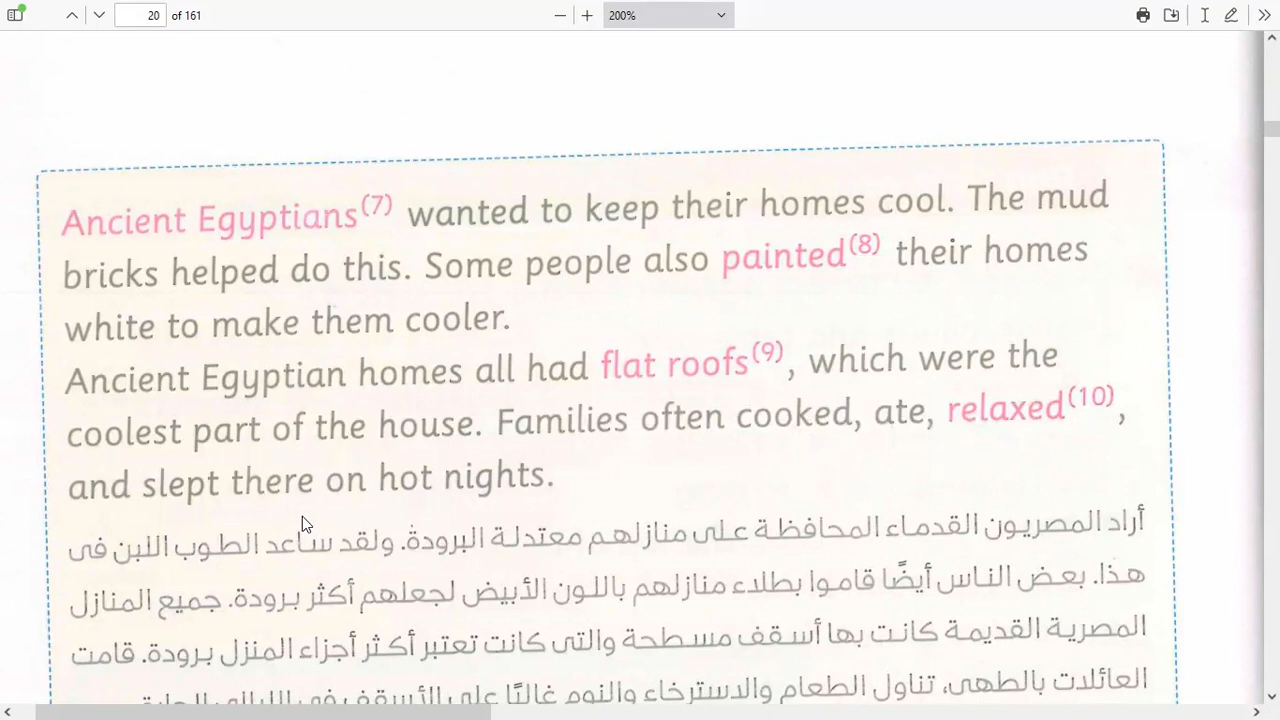 20 of 161
200%
Ancient Egyptians(7) wanted to keep their homes cool. The mud
bricks helped do this. Some people also painted(8) their homes
white to make them cooler.
Ancient Egyptian homes all had flat roofs(9), which were the
coolest part of the house. Families often cooked, ate, relaxed(10),
and slept there on hot nights.
أراد المصريون القدماء المحافظة على منازلهم معتدلة البرودة. ولقد ساعد الطوب اللبن فى
هذا. بعض الناس أيضًا قاموا بطلاء منازلهم باللون الأبيض لجعلهم أكثر برودة. جميع المنازل
المصرية القديمة كانت بها أسقف مسطحة والتى كانت تعتبر أكثر أجزاء المنزل برودة. قامت
العائلات بالطهى، تناول الطعام والاسترخاء والنوم غالبًا على الأسقف فى الليالى الحارة.